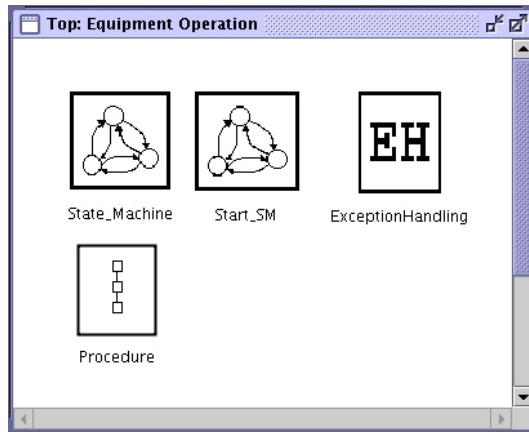 Top: Equipment Operation
EH
State_Machine
Start_SM
ExceptionHandling
Procedure